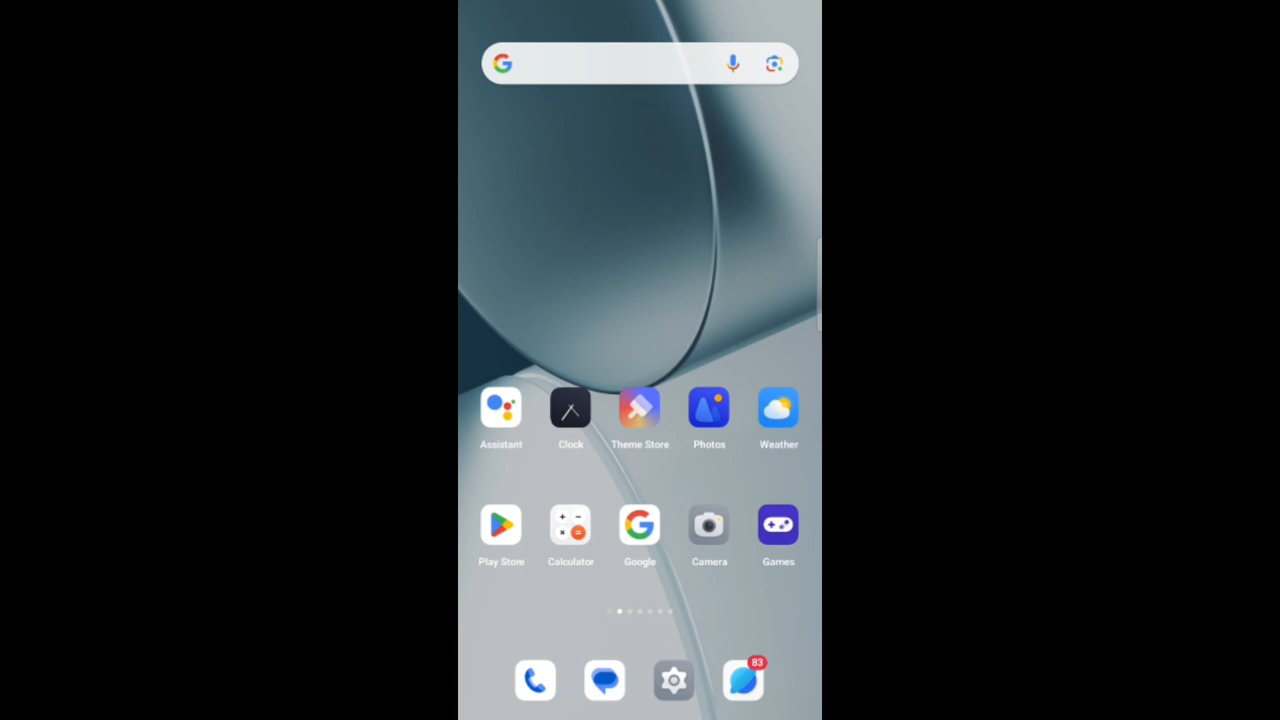 Assistant
Clock
Theme Store
Photos
Weather
Play Store
Calculator
Google
Camera
Games
83